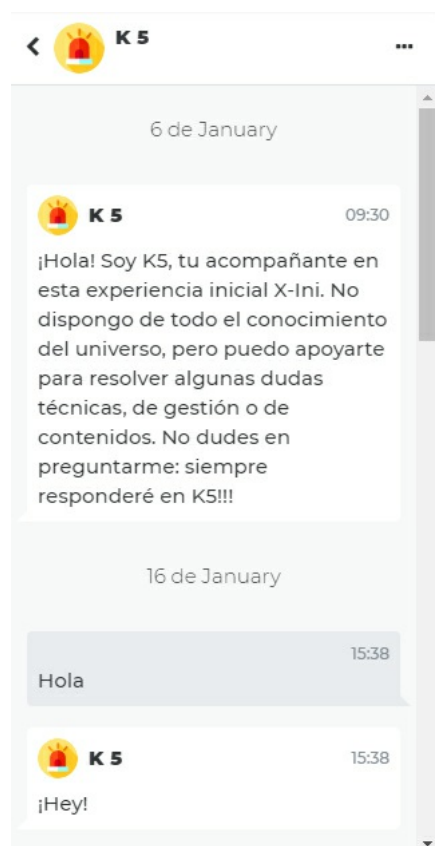 K 5
6 de January
K 5 09:30
¡Hola! Soy K5, tu acompañante en
esta experiencia inicial X-Ini. No
dispongo de todo el conocimiento
del universo, pero puedo apoyarte
para resolver algunas dudas
técnicas, de gestión o de
contenidos. No dudes en
preguntarme: siempre
responderé en K5!!!
16 de January
15:38
Hola
K 5 15:38
¡Hey!